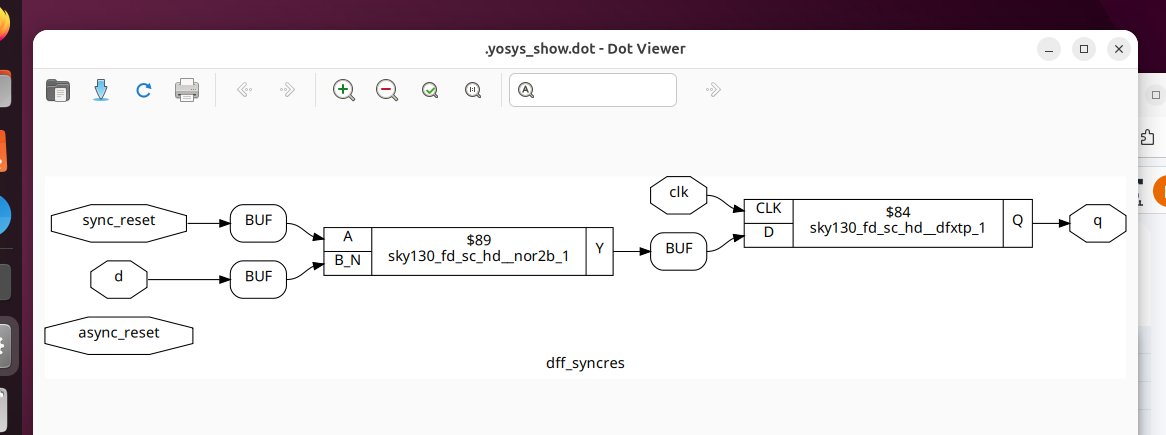 .yosys_show.dot - Dot Viewer
sync_reset
BUF
d
BUF
async_reset
A
B_N
$89
sky130_fd_sc_hd__nor2b_1
Y
clk
BUF
CLK
D
$84
sky130_fd_sc_hd__dfxtp_1
Q
q
dff_syncres